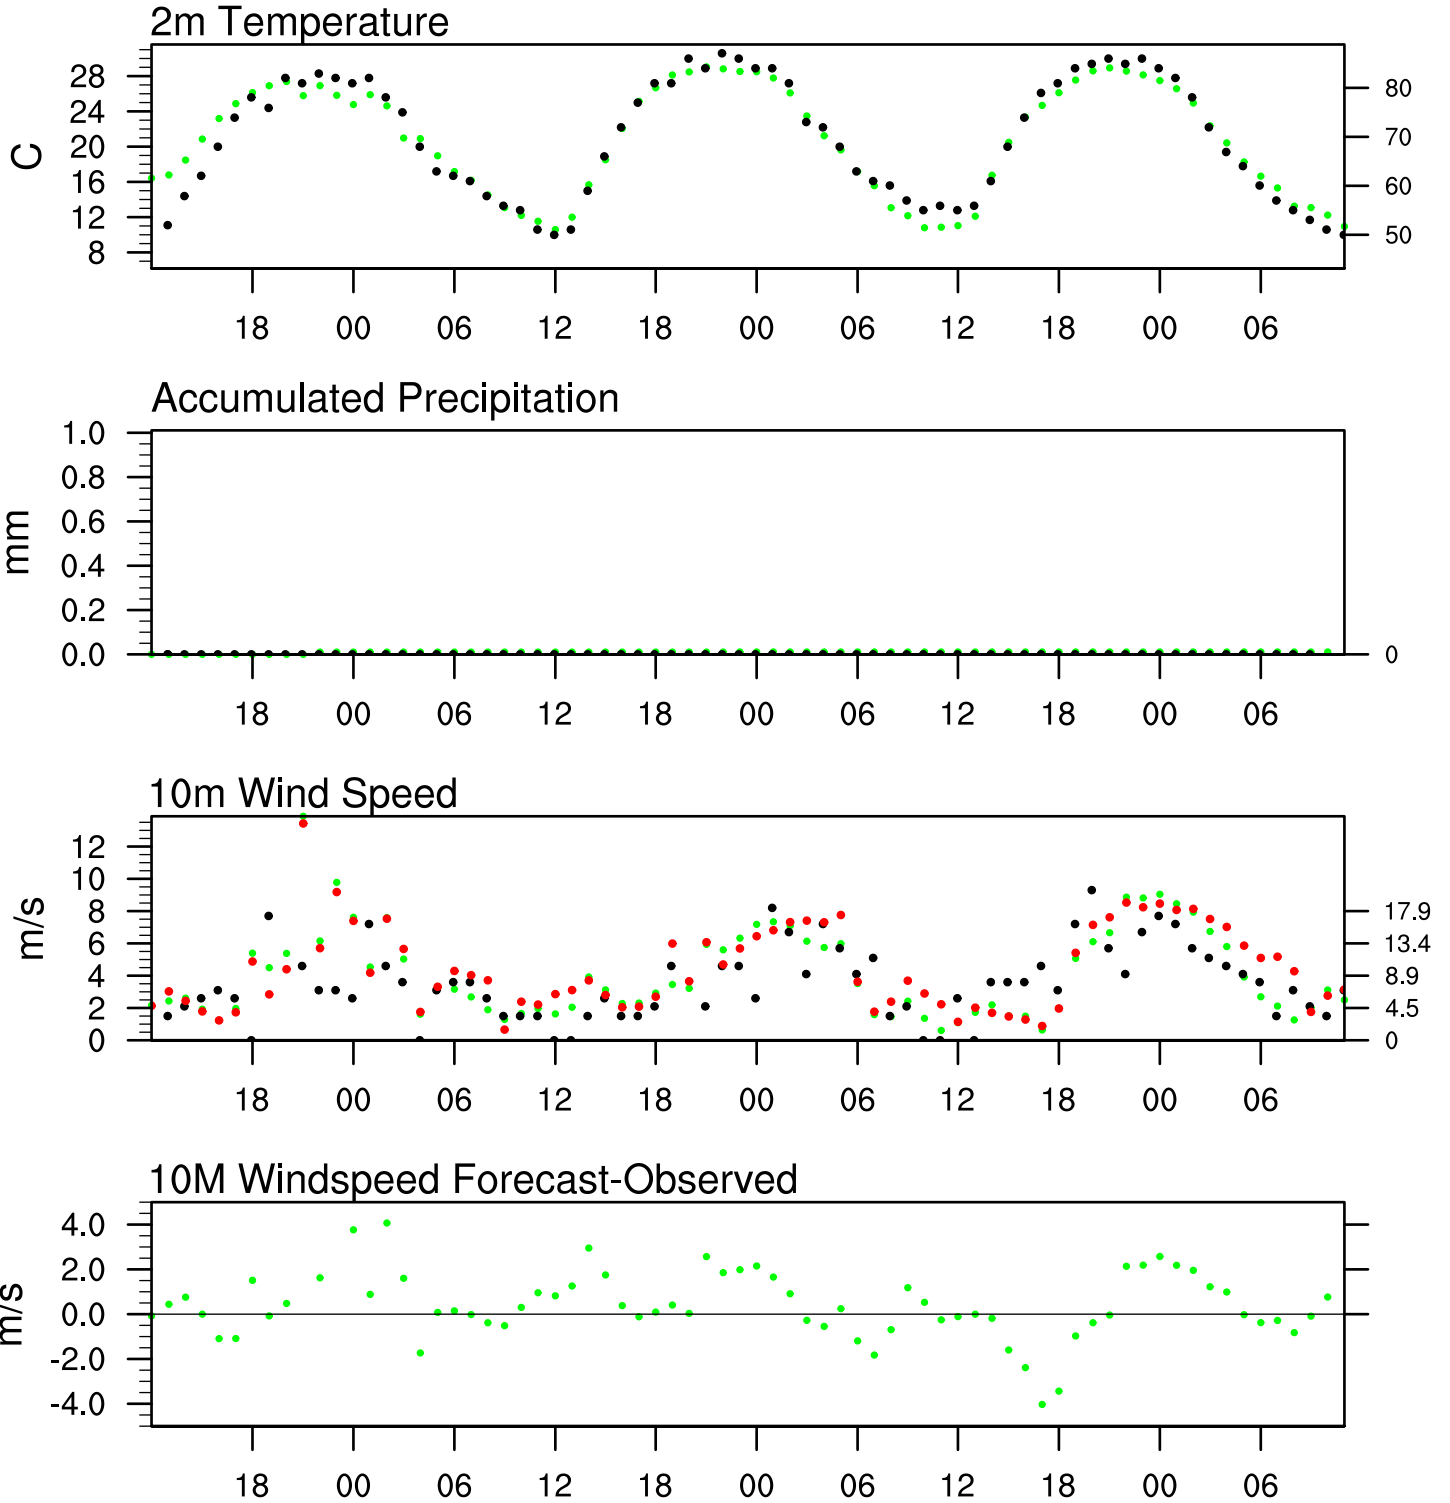 2m Temperature
28
24
20
16
12
8
C
80
70
60
50
18 00 06 12 18 00 06 12 18 00 06
Accumulated Precipitation
1.0
0.8
0.6
0.4
0.2
0.0
mm
0
18 00 06 12 18 00 06 12 18 00 06
10m Wind Speed
12
10
8
6
4
2
0
m/s
17.9
13.4
8.9
4.5
0
18 00 06 12 18 00 06 12 18 00 06
10M Windspeed Forecast-Observed
4.0
2.0
0.0
-2.0
-4.0
m/s
18 00 06 12 18 00 06 12 18 00 06